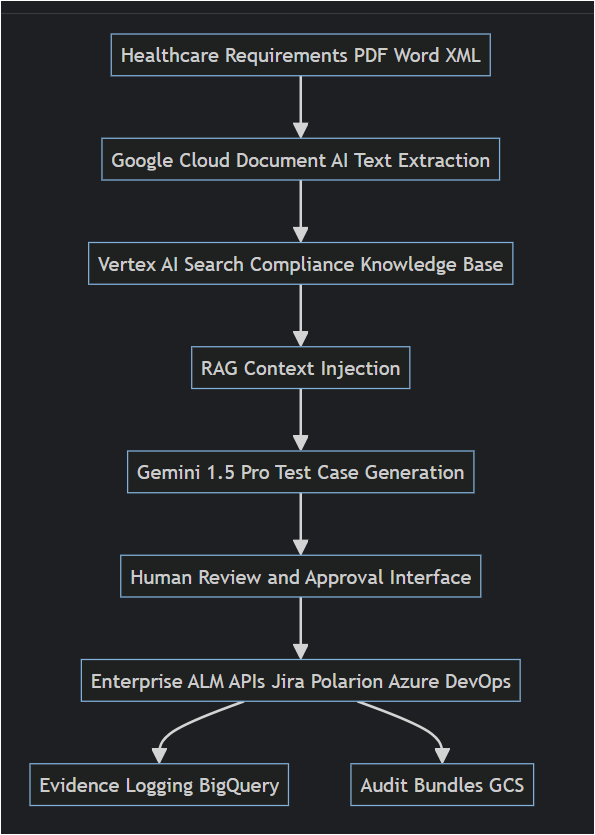 Healthcare Requirements PDF Word XML
Google Cloud Document AI Text Extraction
Vertex AI Search Compliance Knowledge Base
RAG Context Injection
Gemini 1.5 Pro Test Case Generation
Human Review and Approval Interface
Enterprise ALM APIs Jira Polarion Azure DevOps
Evidence Logging BigQuery
Audit Bundles GCS